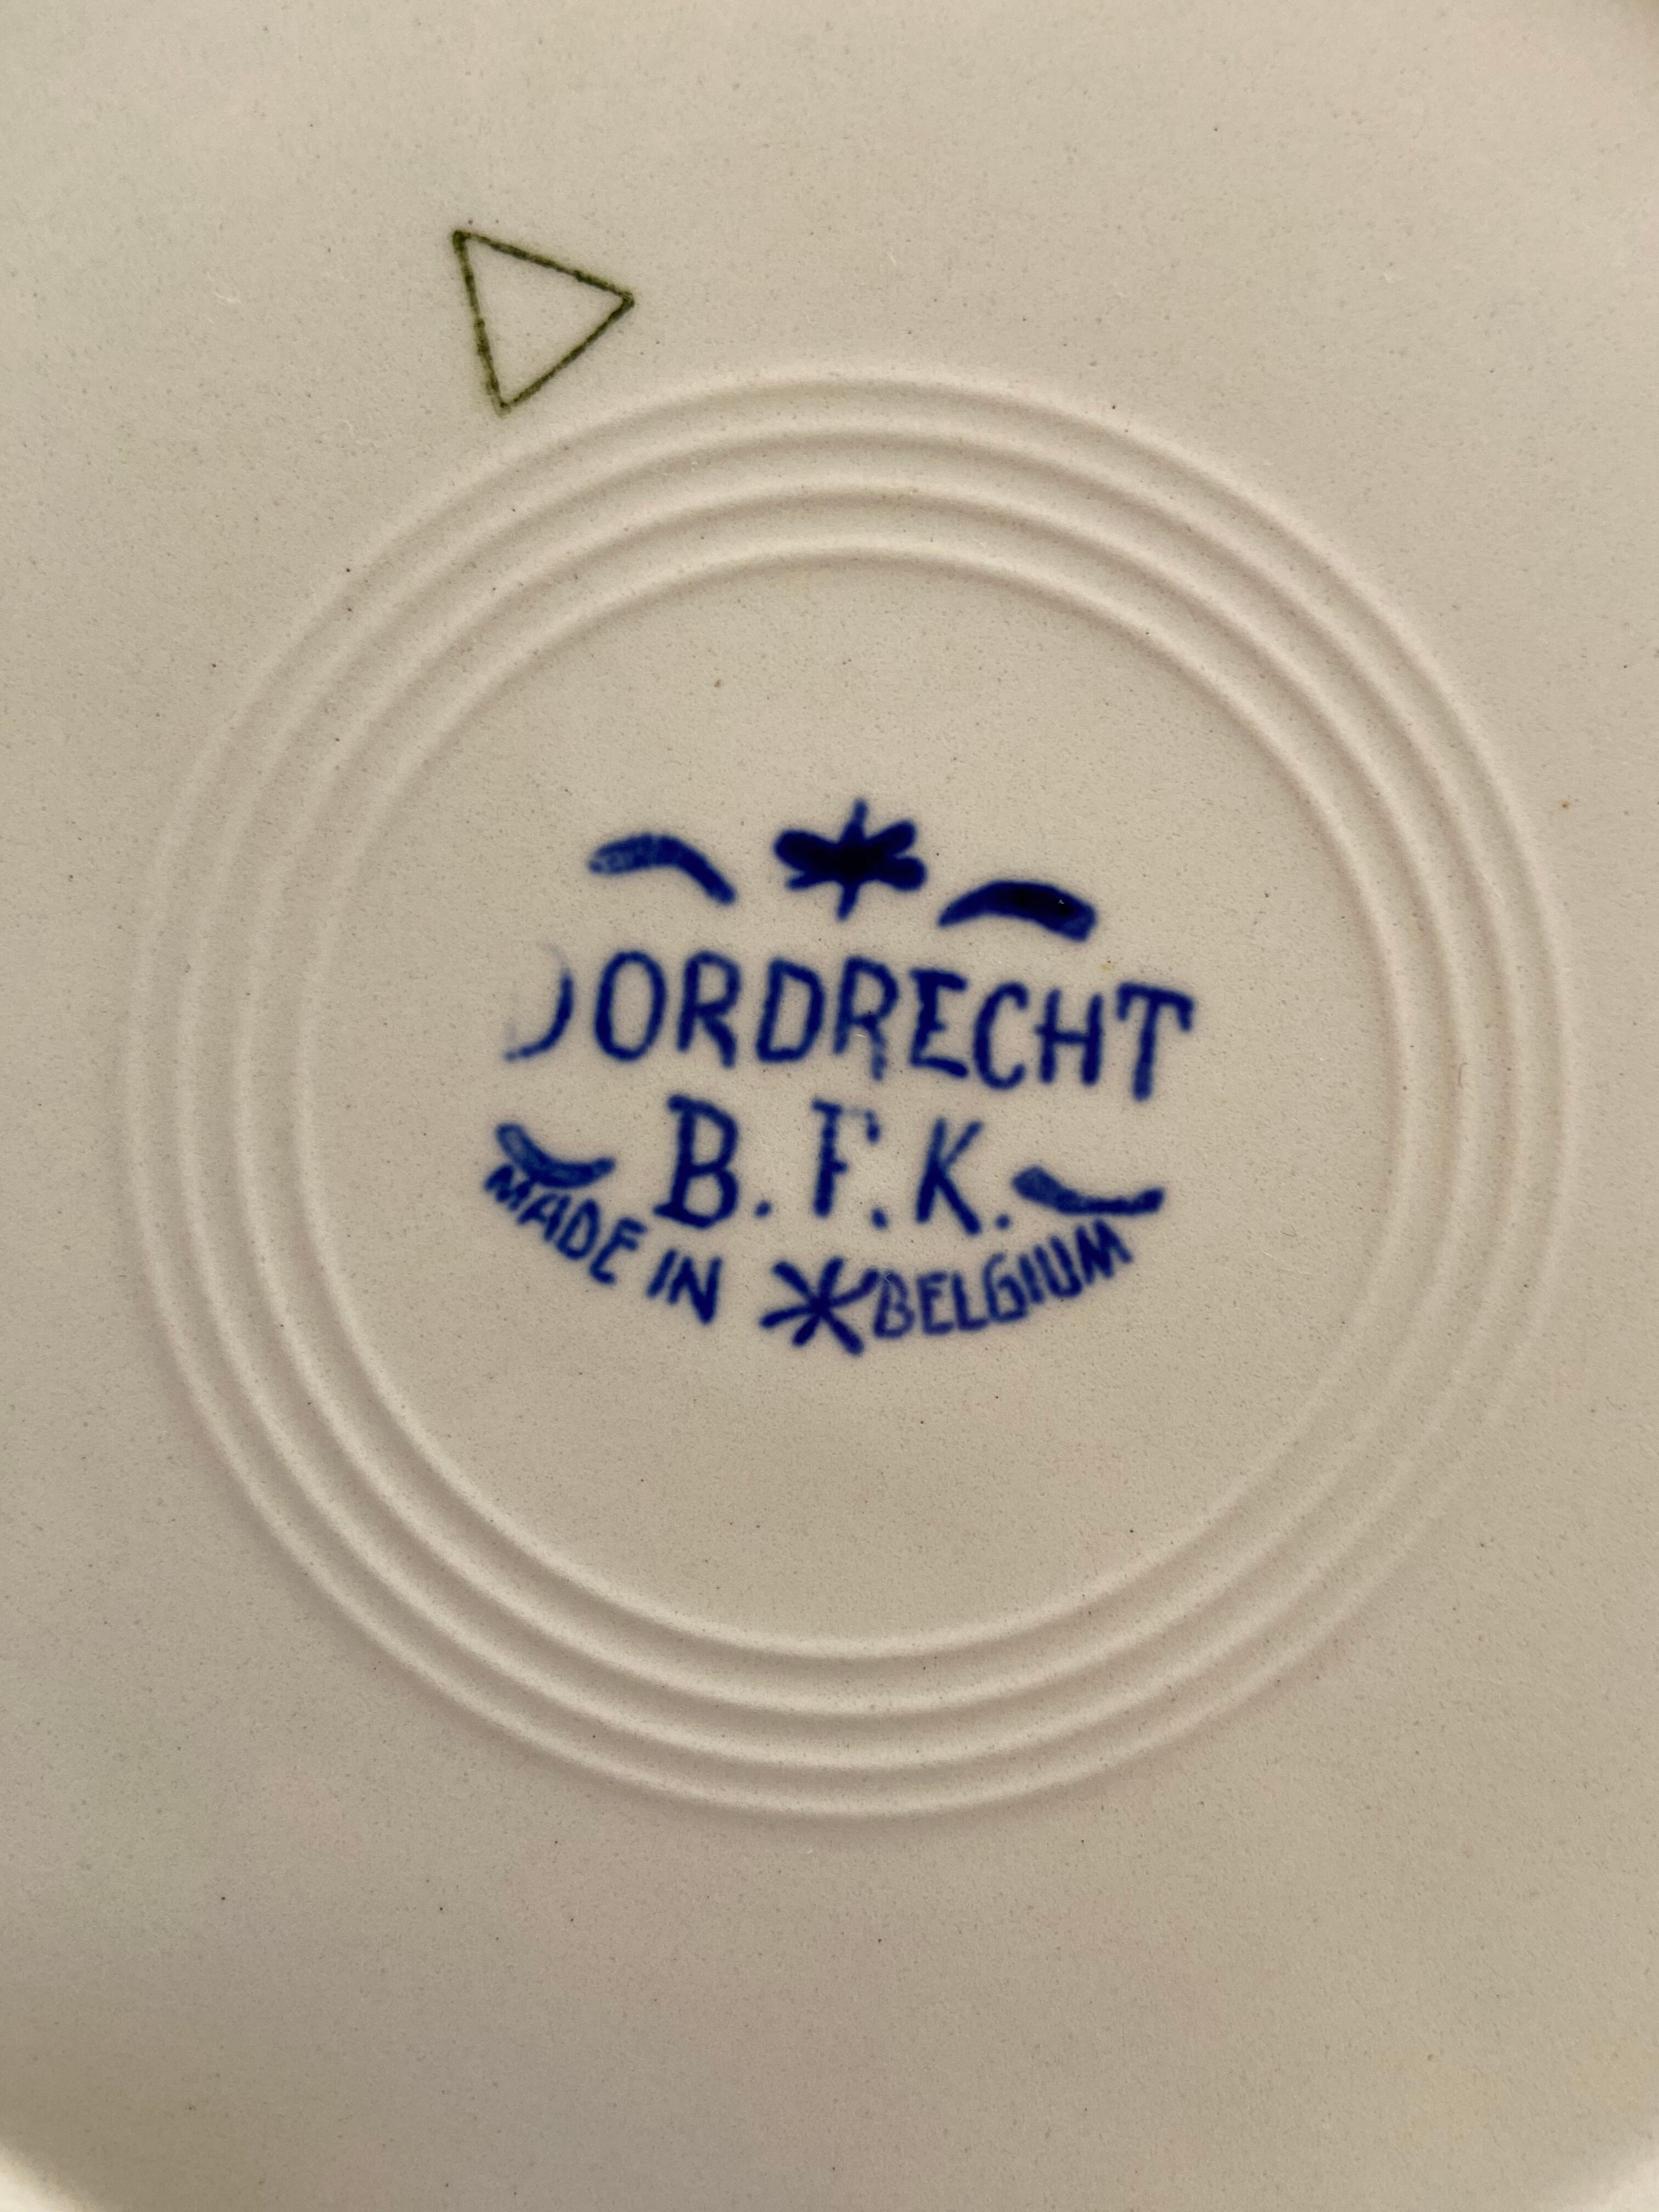 DORDRECHT
B.F.K.
MADE IN BELGIUM